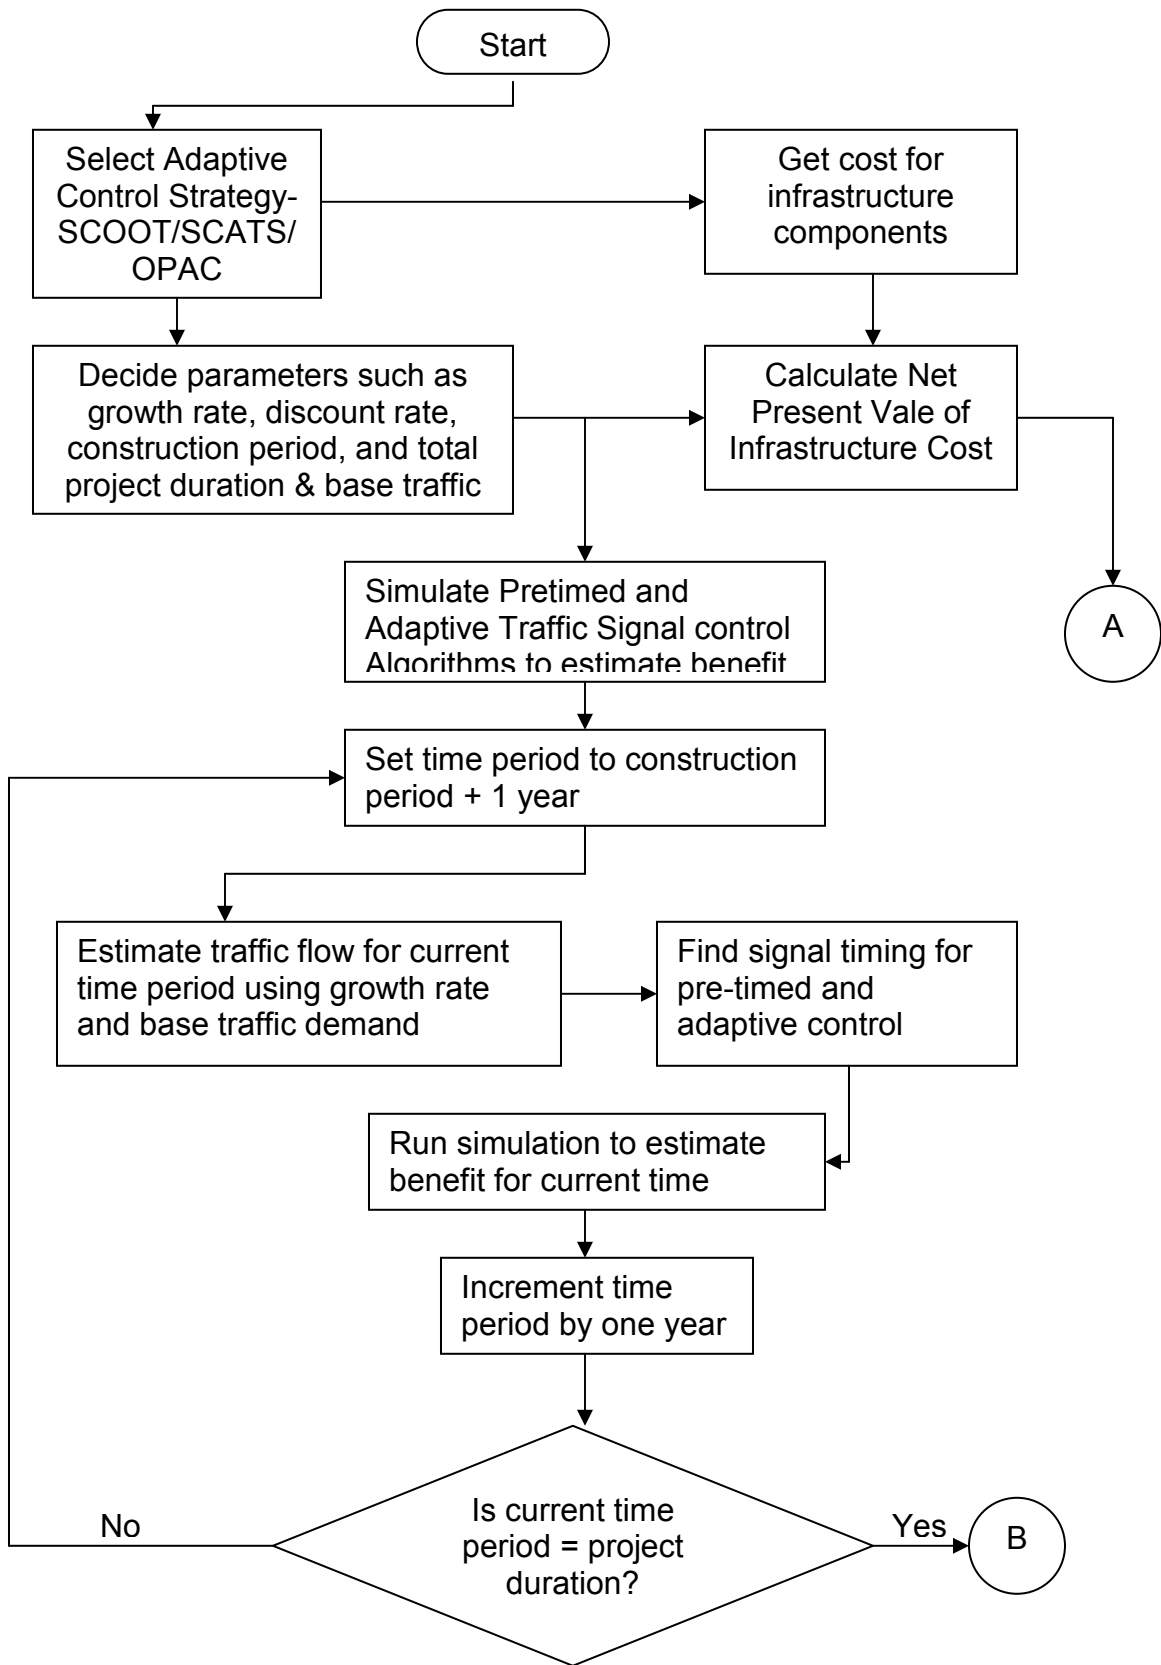 Start
Select Adaptive
Control Strategy-
SCOOT/SCATS/
OPAC
Get cost for
infrastructure
components
Decide parameters such as
growth rate, discount rate,
construction period, and total
project duration & base traffic
Calculate Net
Present Vale of
Infrastructure Cost
Simulate Pretimed and
Adaptive Traffic Signal control
Algorithms to estimate benefit
A
Set time period to construction
period + 1 year
Estimate traffic flow for current
time period using growth rate
and base traffic demand
Find signal timing for
pre-timed and
adaptive control
Run simulation to estimate
benefit for current time
Increment time
period by one year
Is current time
period = project
duration?
No
Yes
B